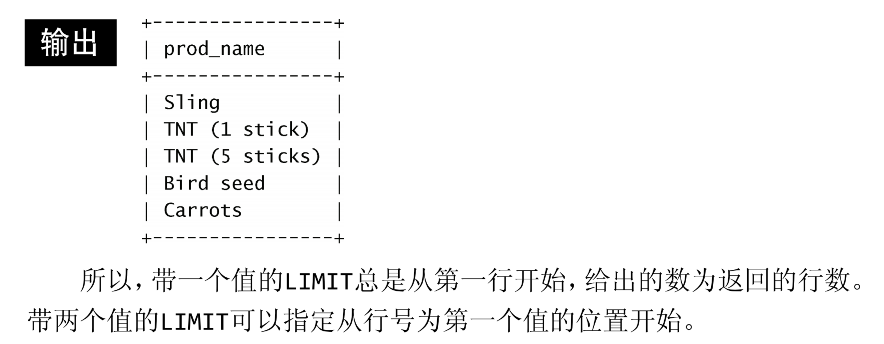 输出
+----------------+
| prod_name      |
+----------------+
| Sling          |
| TNT (1 stick)  |
| TNT (5 sticks) |
| Bird seed      |
| Carrots        |
+----------------+
所以，带一个值的LIMIT总是从第一行开始，给出的数为返回的行数。
带两个值的LIMIT可以指定从行号为第一个值的位置开始。